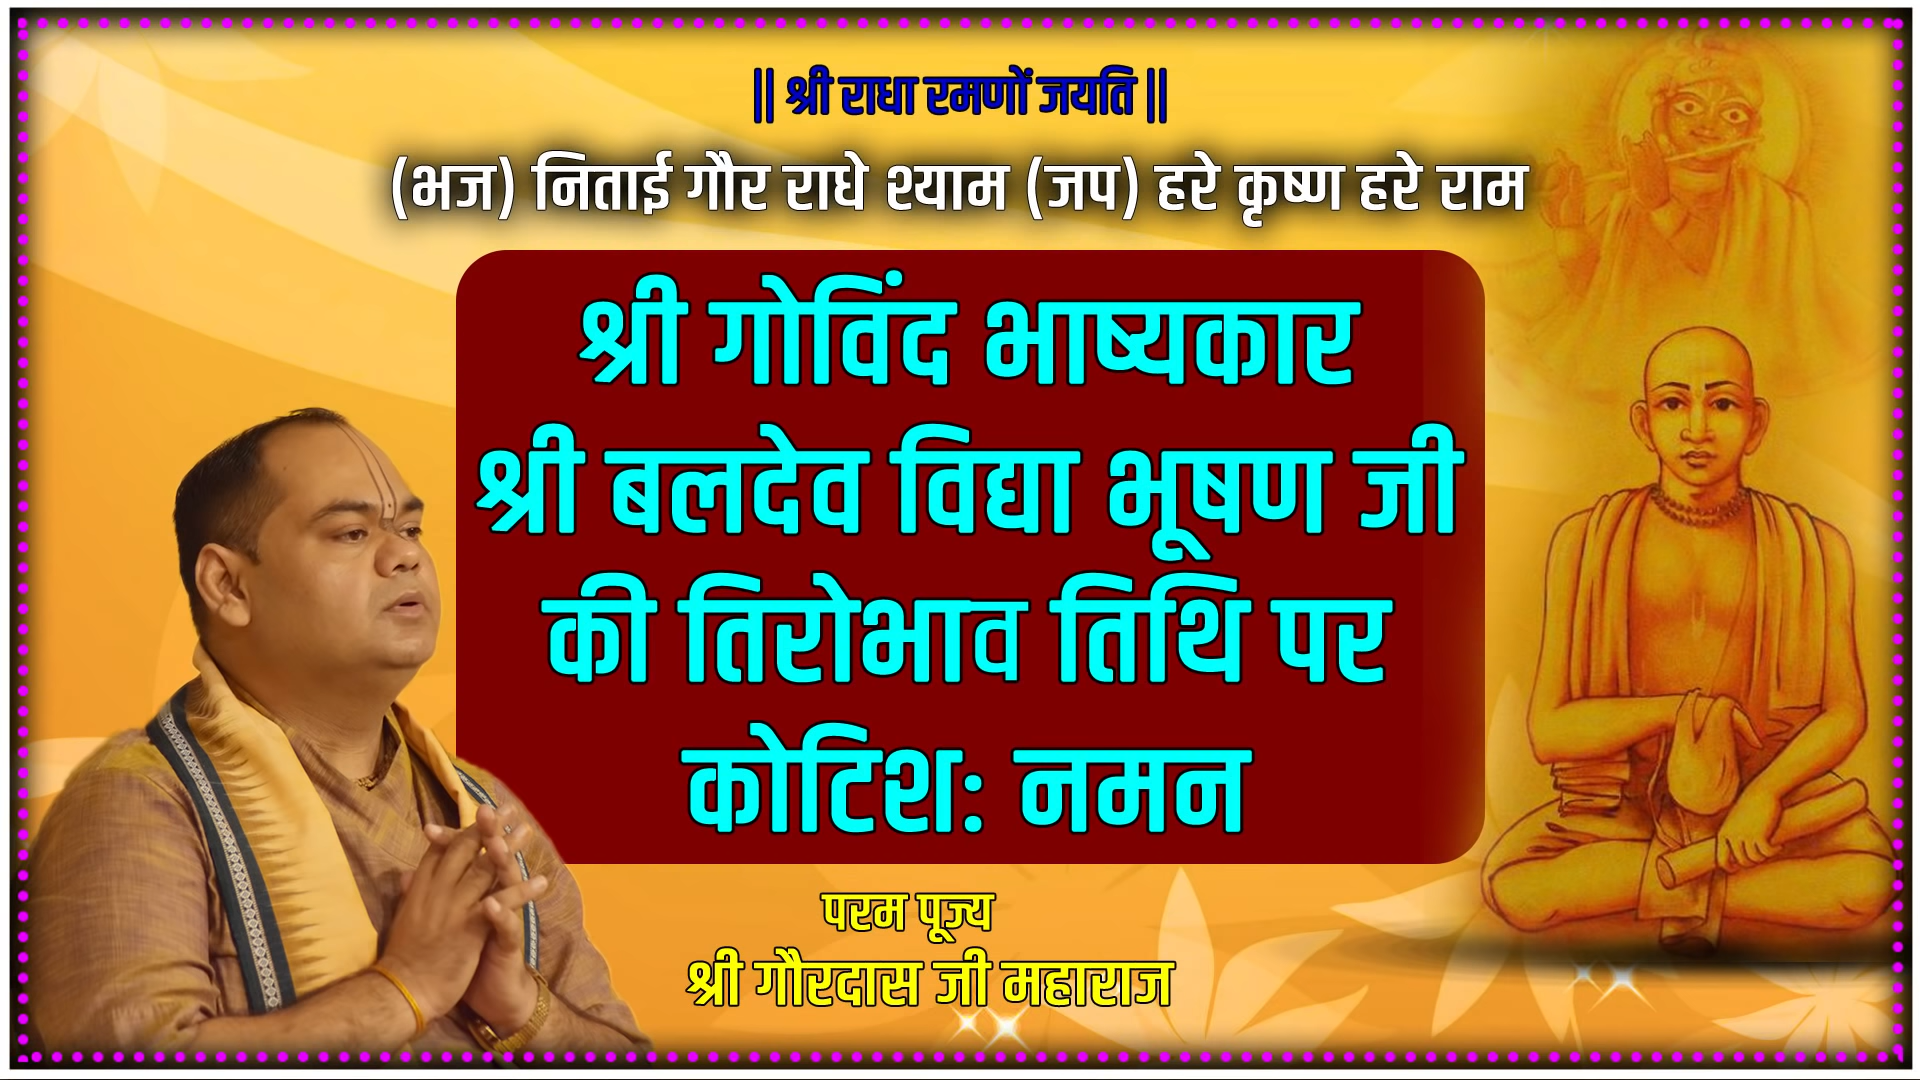 || श्री राधा रमणों जयति ||
(भज) निताई गौर राधे श्याम (जप) हरे कृष्ण हरे राम
श्री गोविंद भाष्यकार
श्री बलदेव विद्या भूषण जी
की तिरोभाव तिथि पर
कोटिश: नमन
परम पूज्य
श्री गौरदास जी महाराज